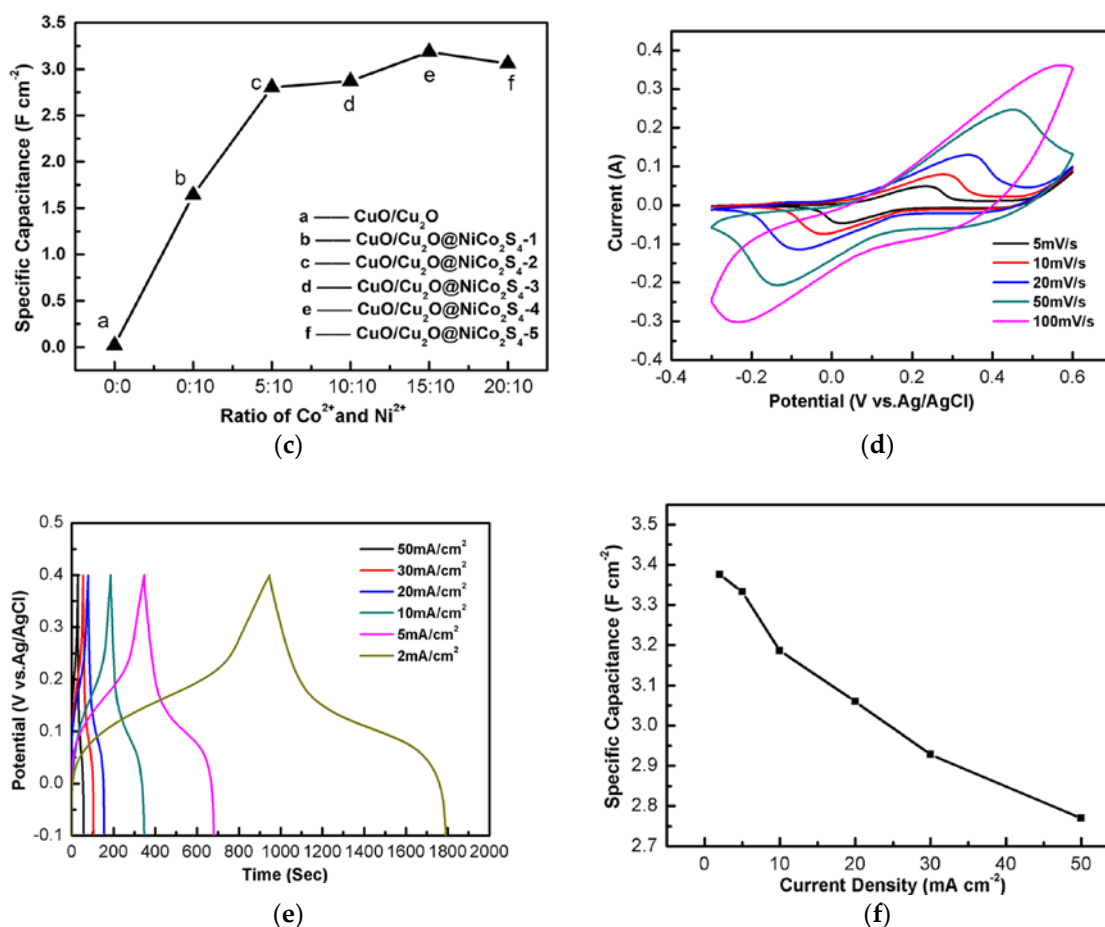 3.5
3.0
2.5
2.0
1.5
1.0
0.5
0.0
Specific Capacitance (F cm⁻²)
a
b
c
d
e
f
a — CuO/Cu₂O
b — CuO/Cu₂O@NiCo₂S₄-1
c — CuO/Cu₂O@NiCo₂S₄-2
d — CuO/Cu₂O@NiCo₂S₄-3
e — CuO/Cu₂O@NiCo₂S₄-4
f — CuO/Cu₂O@NiCo₂S₄-5
0:0 0:10 5:10 10:10 15:10 20:10
Ratio of Co²⁺ and Ni²⁺
(c)
0.4
0.3
0.2
0.1
0.0
-0.1
-0.2
-0.3
-0.4
Current (A)
5mV/s
10mV/s
20mV/s
50mV/s
100mV/s
-0.4 -0.2 0.0 0.2 0.4 0.6
Potential (V vs.Ag/AgCl)
(d)
0.5
0.4
0.3
0.2
0.1
0.0
-0.1
Potential (V vs.Ag/AgCl)
50mA/cm²
30mA/cm²
20mA/cm²
10mA/cm²
5mA/cm²
2mA/cm²
0 200 400 600 800 1000 1200 1400 1600 1800 2000
Time (Sec)
(e)
3.5
3.4
3.3
3.2
3.1
3.0
2.9
2.8
2.7
Specific Capacitance (F cm⁻²)
0 10 20 30 40 50
Current Density (mA cm⁻²)
(f)